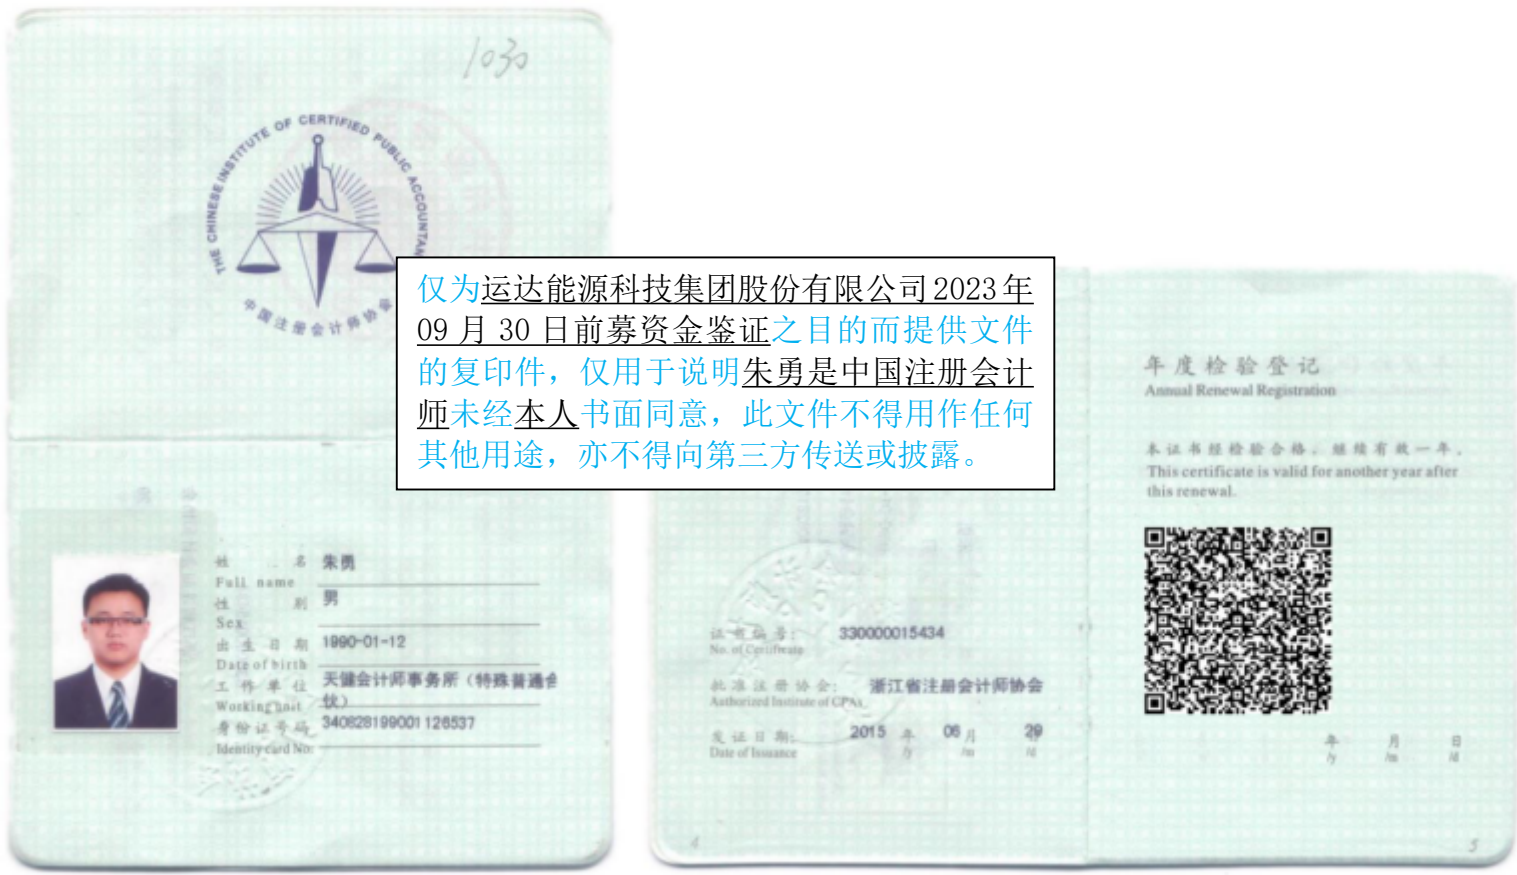 1030
THE CHINESE INSTITUTE OF CERTIFIED PUBLIC ACCOUNTAN
中国注册会计师协
仅为运达能源科技集团股份有限公司2023年
09月30日前募资金鉴证之目的而提供文件
的复印件，仅用于说明朱勇是中国注册会计
师未经本人书面同意，此文件不得用作任何
其他用途，亦不得向第三方传送或披露。
姓 名 朱勇
Full name
性 别 男
Sex
出生日期 1990-01-12
Date of birth
工作单位 天健会计师事务所（特殊普通合
Working unit 伙）
身份证号码 340828199001126537
Identity card No.
证书编号： 330000015434
No. of Certificate
批准注册协会： 浙江省注册会计师协会
Authorized Institute of CPAs
发证日期： 2015 年 06 月 29 日
Date of Issuance /y /m /d
4
年度检验登记
Annual Renewal Registration
本证书经检验合格，继续有效一年。
This certificate is valid for another year after
this renewal.
年 月 日
/y /m /d
5